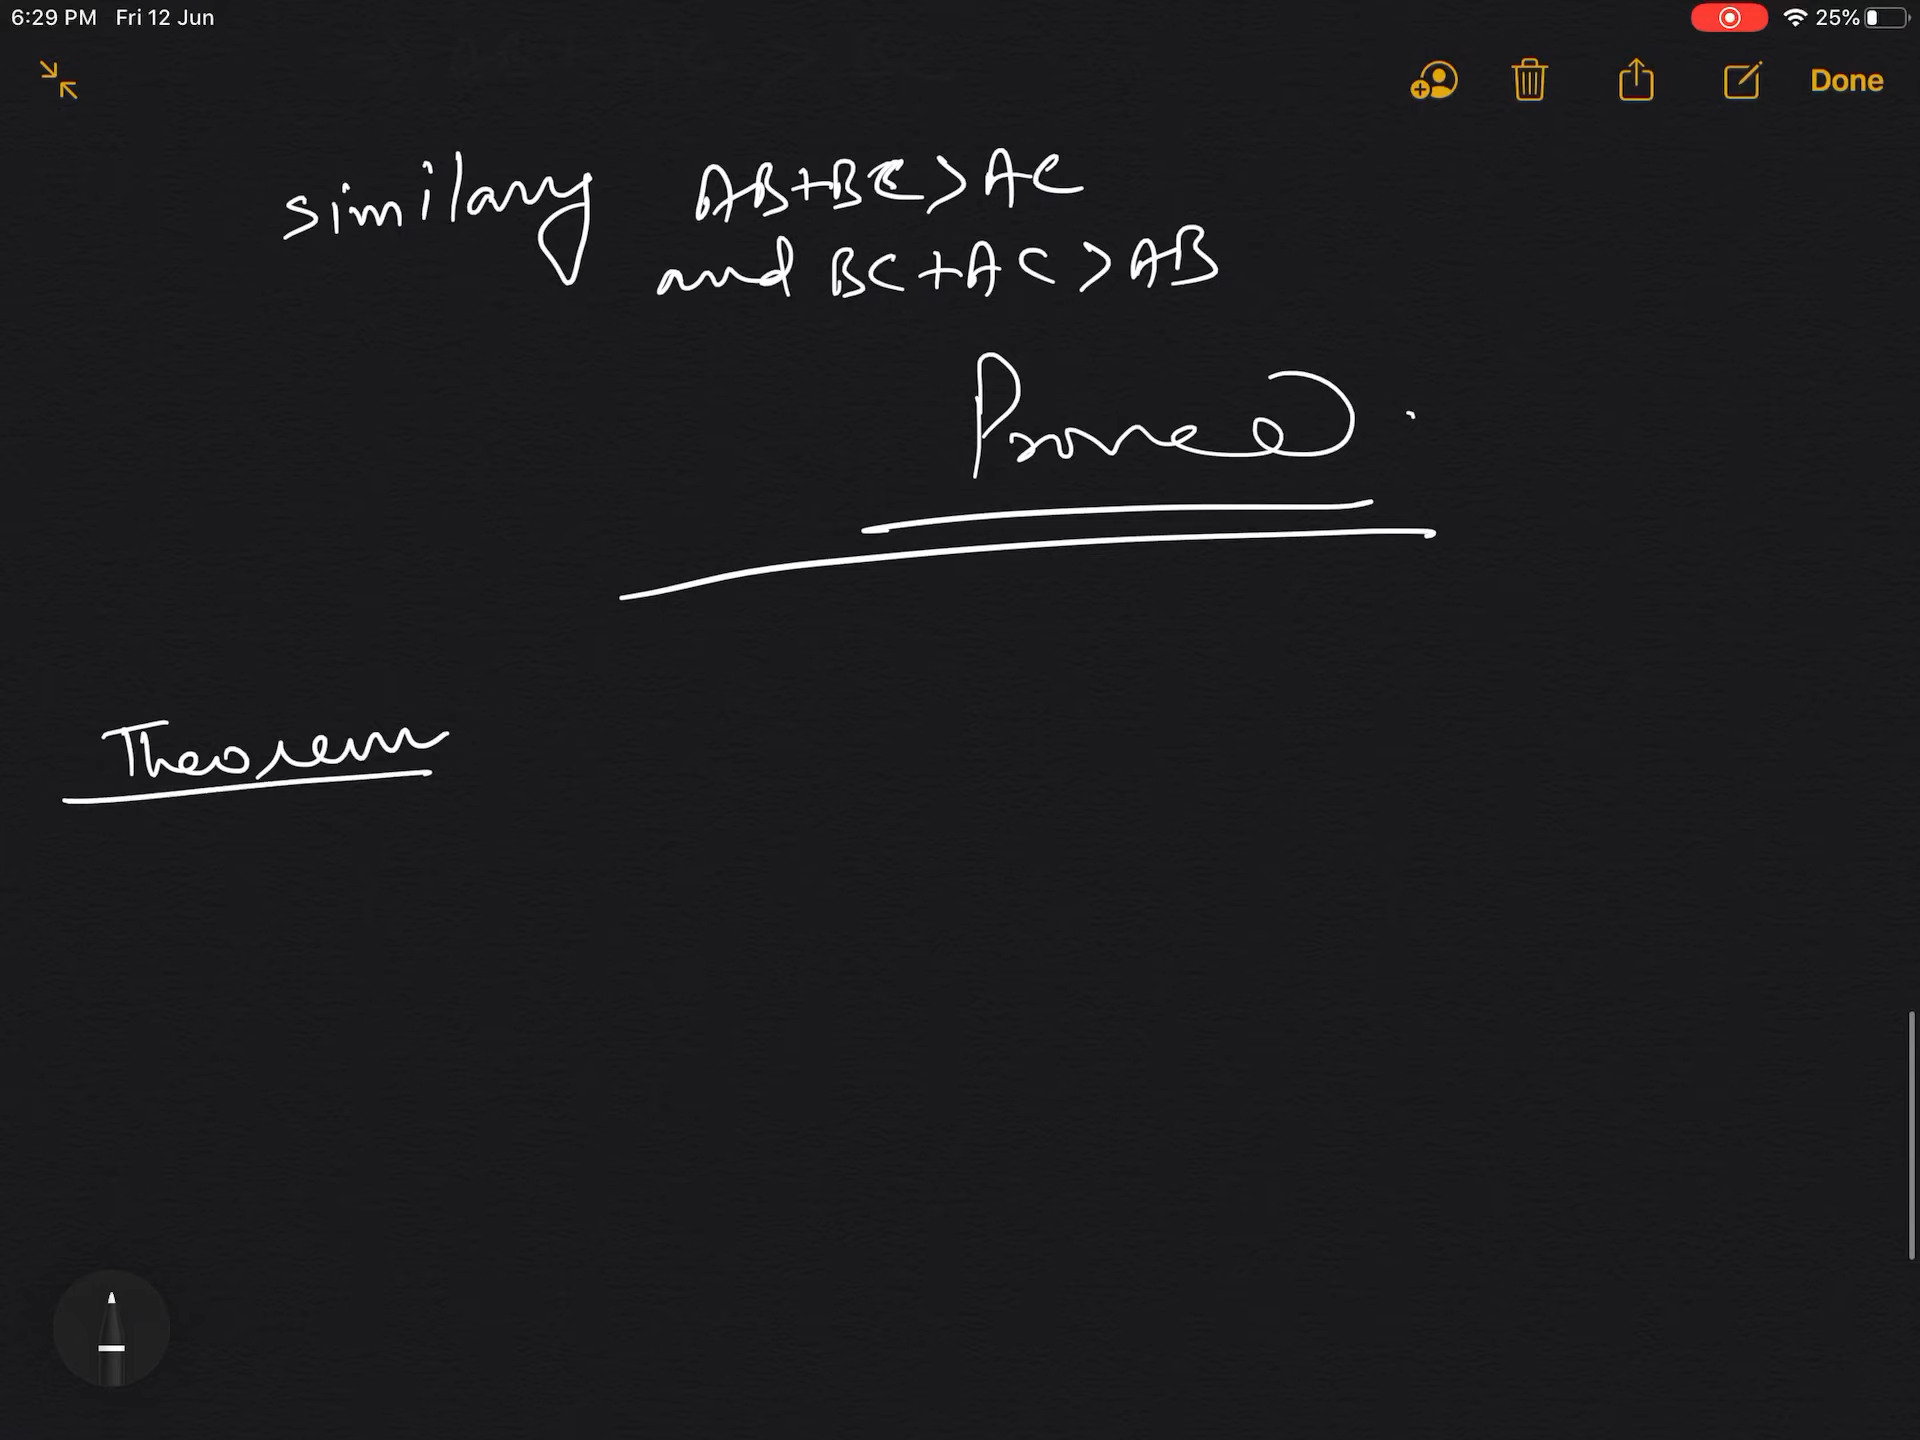 6:29 PM Fri 12 Jun
25%
Done
similary AB+BC>AC
and BC+AC>AB
Proved.
Theorem